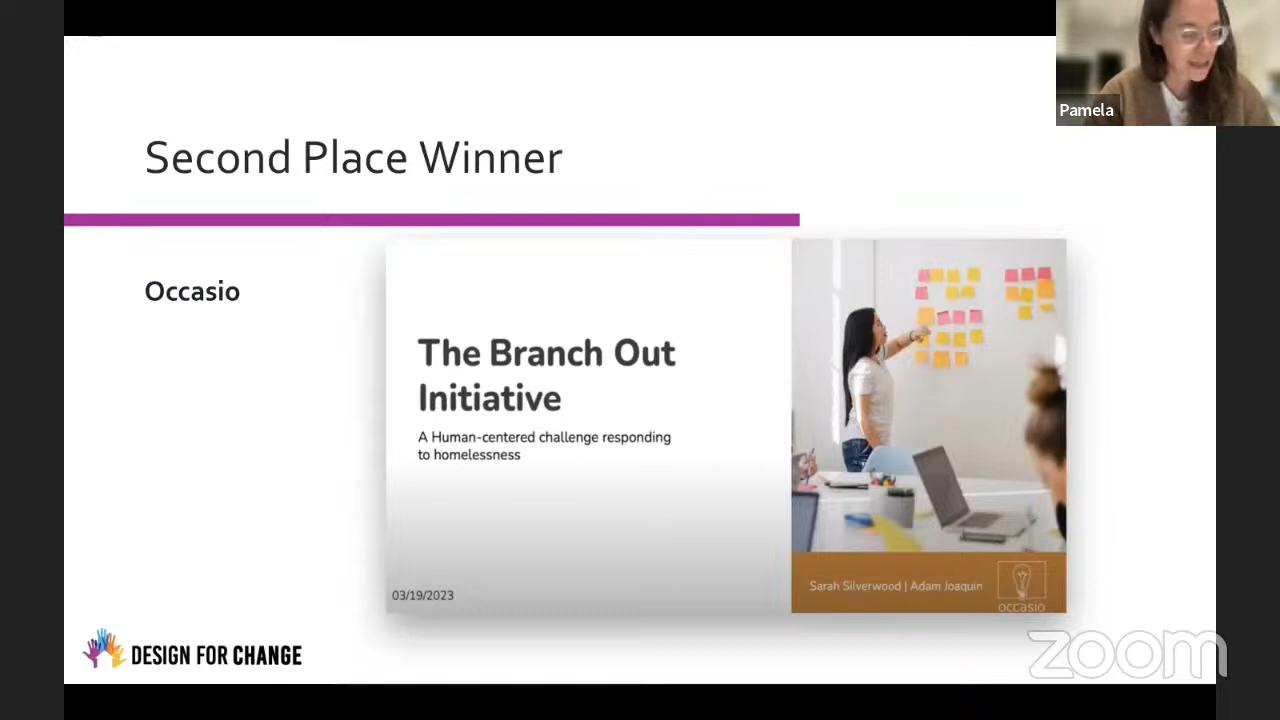 Pamela
Second Place Winner
Occasio
The Branch Out
Initiative
A Human-centered challenge responding
to homelessness
03/19/2023
Sarah Silverwood | Adam Joaquin
occasio
DESIGN FOR CHANGE
zoom